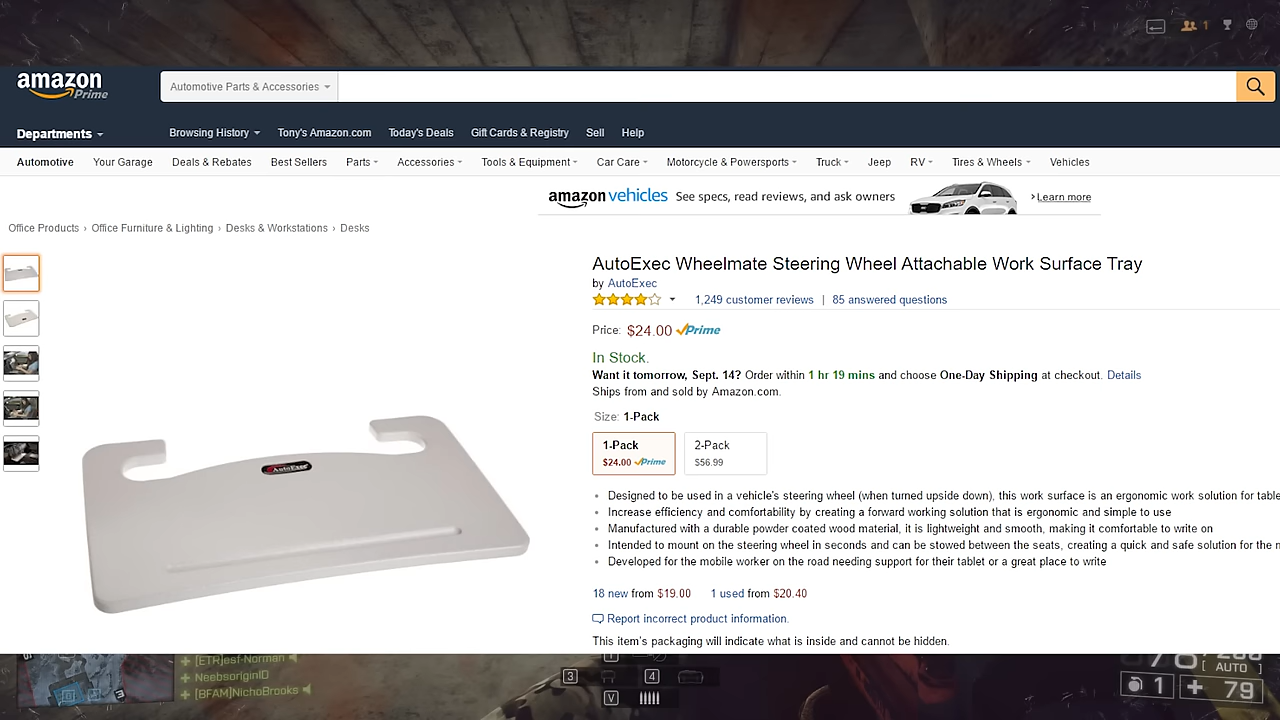 1
amazon
Prime
Automotive Parts & Accessories
Departments
Browsing History
Tony's Amazon.com
Today's Deals
Gift Cards & Registry
Sell
Help
Automotive
Your Garage
Deals & Rebates
Best Sellers
Parts
Accessories
Tools & Equipment
Car Care
Motorcycle & Powersports
Truck
Jeep
RV
Tires & Wheels
Vehicles
amazon vehicles See specs, read reviews, and ask owners
› Learn more
Office Products › Office Furniture & Lighting › Desks & Workstations › Desks
AutoExec Wheelmate Steering Wheel Attachable Work Surface Tray
by AutoExec
1,249 customer reviews | 85 answered questions
Price: $24.00 Prime
In Stock.
Want it tomorrow, Sept. 14? Order within 1 hr 19 mins and choose One-Day Shipping at checkout. Details
Ships from and sold by Amazon.com.
Size: 1-Pack
1-Pack
$24.00 Prime
2-Pack
$56.99
AutoExec
• Designed to be used in a vehicle's steering wheel (when turned upside down), this work surface is an ergonomic work solution for table
• Increase efficiency and comfortability by creating a forward working solution that is ergonomic and simple to use
• Manufactured with a durable powder coated wood material, it is lightweight and smooth, making it comfortable to write on
• Intended to mount on the steering wheel in seconds and can be stowed between the seats, creating a quick and safe solution for the
• Developed for the mobile worker on the road needing support for their tablet or a great place to write
18 new from $19.00
1 used from $20.40
Report incorrect product information.
This item's packaging will indicate what is inside and cannot be hidden.
[ETR]esf-Norman
NeebsoriginID
[BFAM]NichoBrooks
3
4
V
[ AUTO ]
1
79